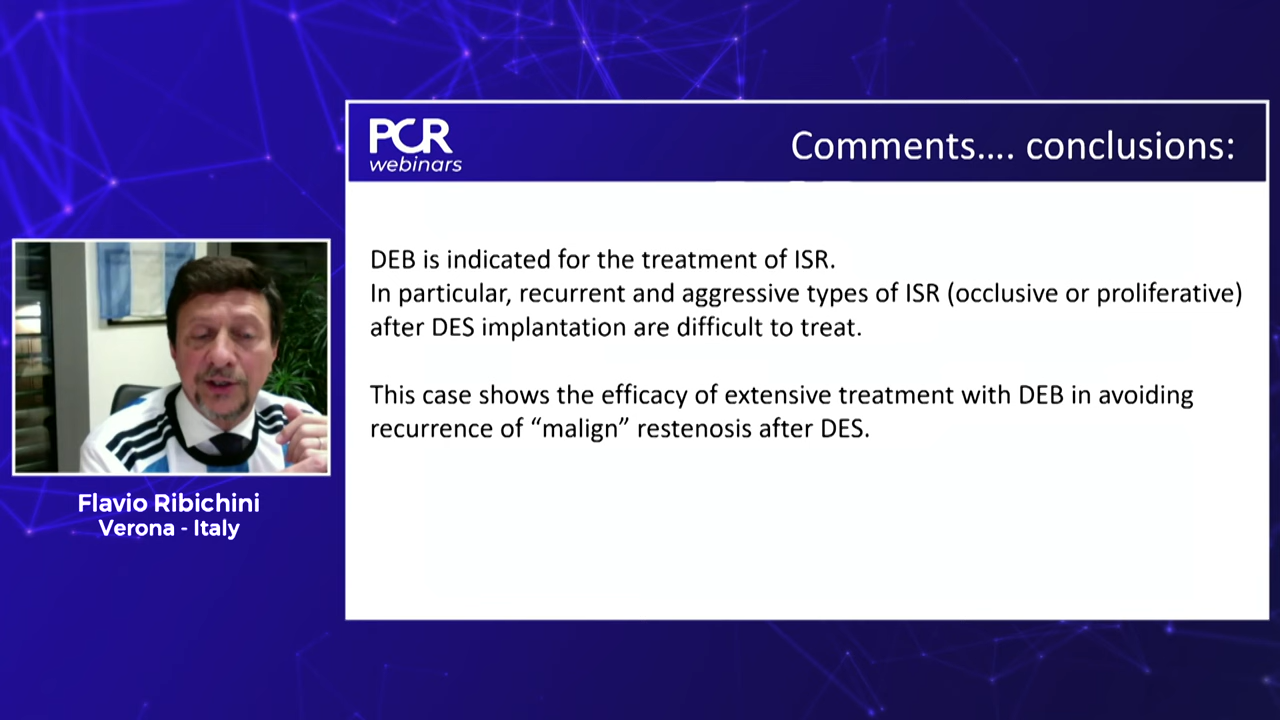 PCR
webinars
Comments.... conclusions:
DEB is indicated for the treatment of ISR.
In particular, recurrent and aggressive types of ISR (occlusive or proliferative)
after DES implantation are difficult to treat.
This case shows the efficacy of extensive treatment with DEB in avoiding
recurrence of “malign” restenosis after DES.
Flavio Ribichini
Verona - Italy